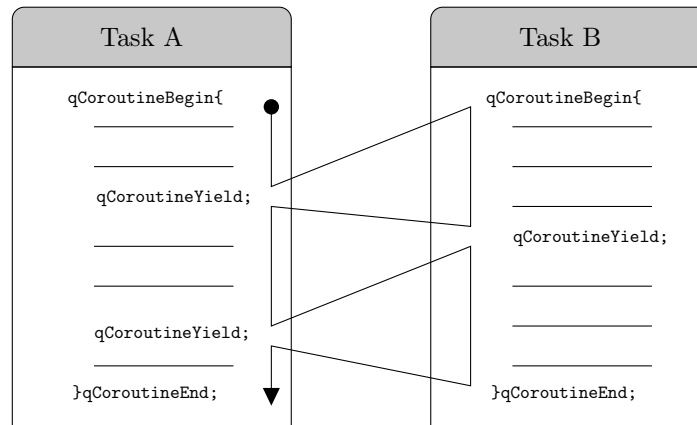 Task A
qCoroutineBegin{
qCoroutineYield;
qCoroutineYield;
}qCoroutineEnd;
Task B
qCoroutineBegin{
qCoroutineYield;
}qCoroutineEnd;